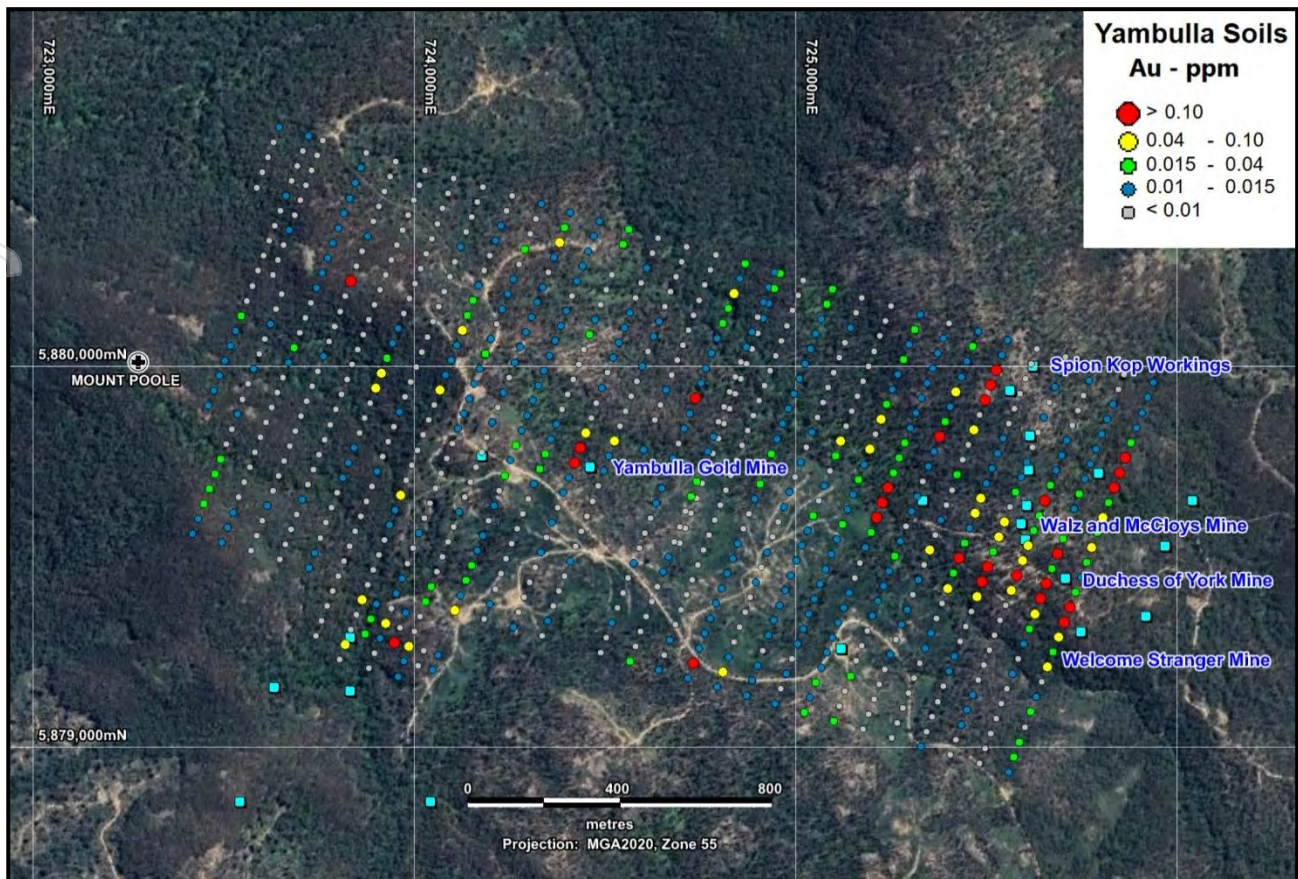 723,000mE
724,000mE
725,000mE
Yambulla Soils
Au - ppm
> 0.10
0.04 - 0.10
0.015 - 0.04
0.01 - 0.015
< 0.01
5,880,000mN
MOUNT POOLE
Spion Kop Workings
Yambulla Gold Mine
Walz and McCloys Mine
Duchess of York Mine
Welcome Stranger Mine
5,879,000mN
0 400 800
metres
Projection: MGA2020, Zone 55